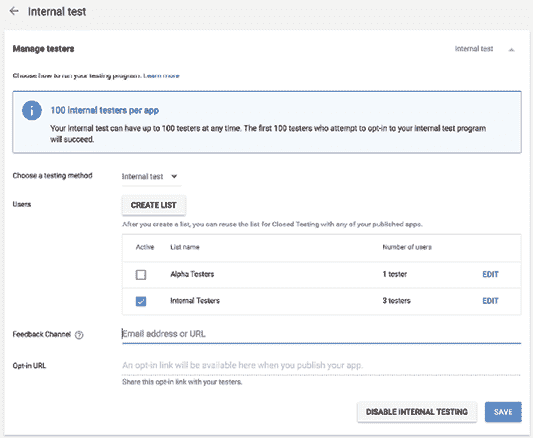 Internal test
Manage testers
Internal test
Choose how to run your testing program. Learn more
100 internal testers per app
Your internal test can have up to 100 testers at any time. The first 100 testers who attempt to opt-in to your internal test program
will succeed.
Choose a testing method
Internal test
Users
CREATE LIST
After you create a list, you can reuse the list for Closed Testing with any of your published apps.
Active List name Number of users
Alpha Testers 1 tester EDIT
Internal Testers 3 testers EDIT
Feedback Channel Email address or URL
Opt-in URL An opt-in link will be available here when you publish your app.
Share this opt-in link with your testers.
DISABLE INTERNAL TESTING SAVE